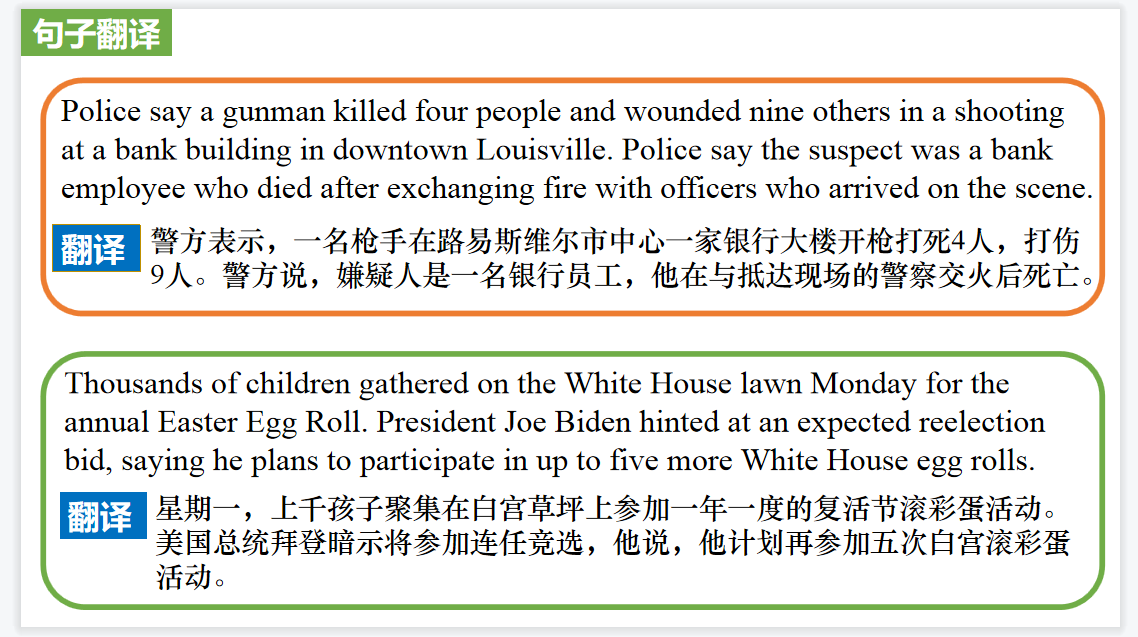 句子翻译
Police say a gunman killed four people and wounded nine others in a shooting
at a bank building in downtown Louisville. Police say the suspect was a bank
employee who died after exchanging fire with officers who arrived on the scene.
翻译
警方表示，一名枪手在路易斯维尔市中心一家银行大楼开枪打死4人，打伤
9人。警方说，嫌疑人是一名银行员工，他在与抵达现场的警察交火后死亡。
Thousands of children gathered on the White House lawn Monday for the
annual Easter Egg Roll. President Joe Biden hinted at an expected reelection
bid, saying he plans to participate in up to five more White House egg rolls.
翻译
星期一，上千孩子聚集在白宫草坪上参加一年一度的复活节滚彩蛋活动。
美国总统拜登暗示将参加连任竞选，他说，他计划再参加五次白宫滚彩蛋
活动。